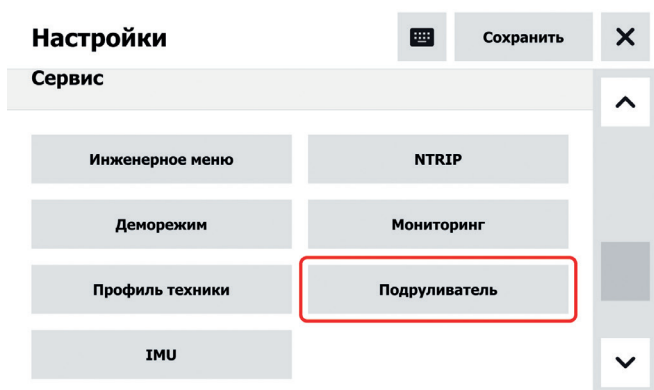 Настройки
Сохранить
Сервис
Инженерное меню
NTRIP
Деморежим
Мониторинг
Профиль техники
Подруливатель
IMU